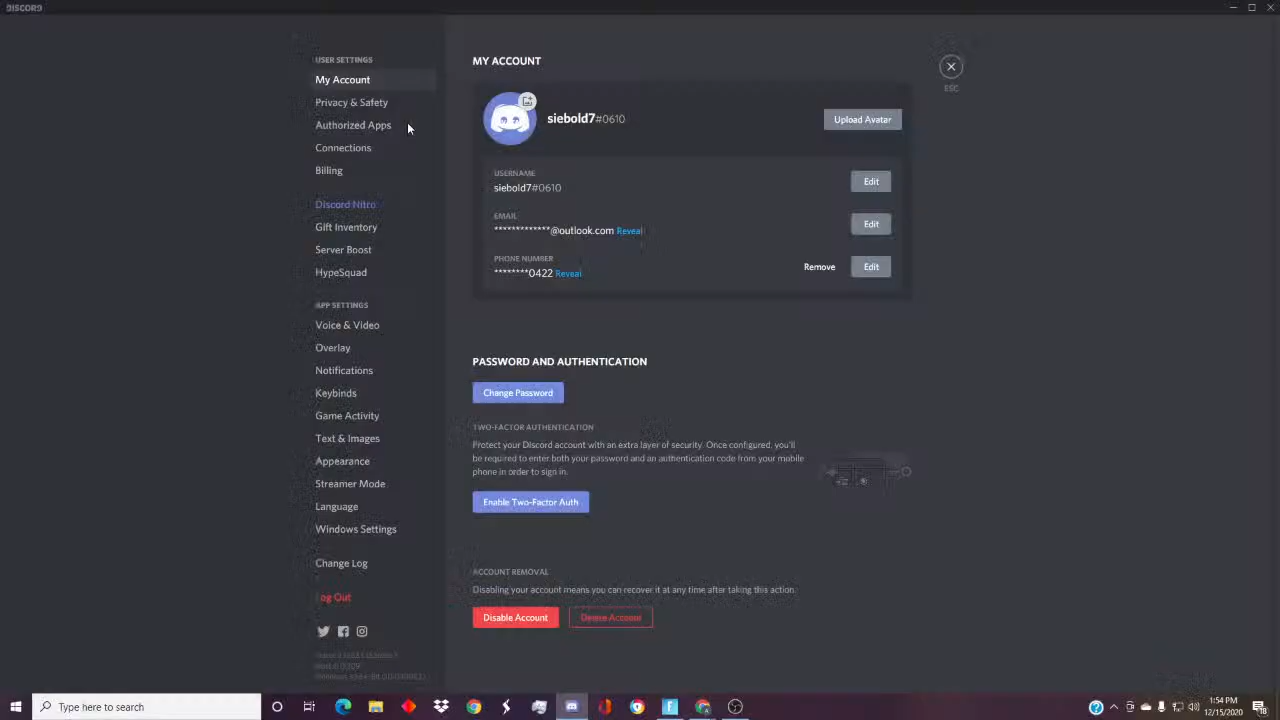 DISCORD
USER SETTINGS
My Account
Privacy & Safety
Authorized Apps
Connections
Billing
Discord Nitro
Gift Inventory
Server Boost
HypeSquad
APP SETTINGS
Voice & Video
Overlay
Notifications
Keybinds
Game Activity
Text & Images
Appearance
Streamer Mode
Language
Windows Settings
Change Log
Log Out
MY ACCOUNT
ESC
siebold7#0610
Upload Avatar
USERNAME
siebold7#0610
Edit
EMAIL
*************@outlook.com Reveal
Edit
PHONE NUMBER
********0422 Reveal
Remove
Edit
PASSWORD AND AUTHENTICATION
Change Password
TWO-FACTOR AUTHENTICATION
Protect your Discord account with an extra layer of security. Once configured, you'll
be required to enter both your password and an authentication code from your mobile
phone in order to sign in.
Enable Two-Factor Auth
ACCOUNT REMOVAL
Disabling your account means you can recover it at any time after taking this action.
Disable Account
Delete Account
Type here to search
1:54 PM
12/15/2020